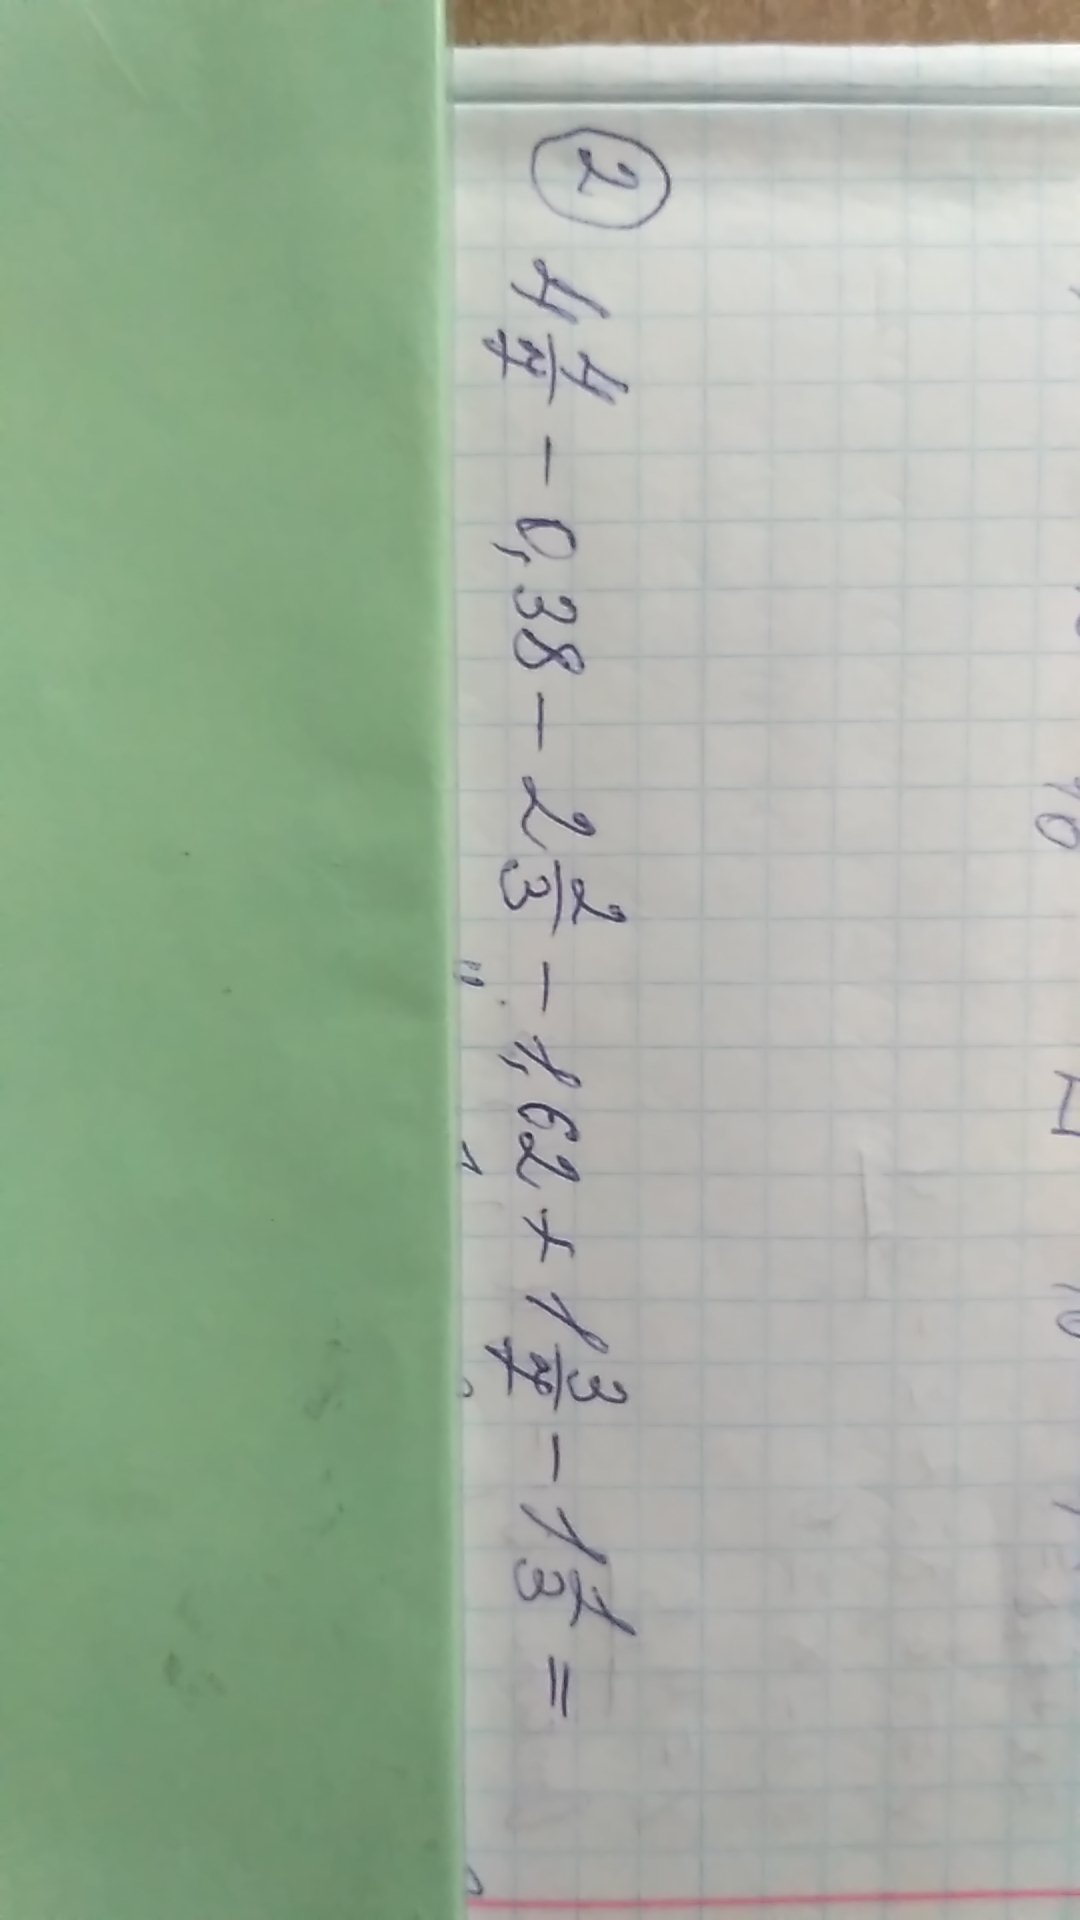 ② 4 4/7 - 0,38 - 2 2/3 - 1,62 + 1 3/7 - 1 1/3 =